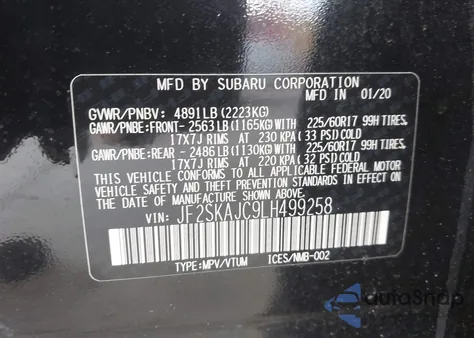 MFD BY SUBARU CORPORATION
MFD IN 01/20
GVWR/PNBV: 4891LB (2223KG)
GAWR/PNBE:FRONT- 2563LB (1165KG)WITH 225/60R17 99H TIRES,
17X7J RIMS AT 230 KPA( 33 PSI)COLD
GAWR/PNBE:REAR - 2486LB (1130KG)WITH 225/60R17 99H TIRES,
17X7J RIMS AT 220 KPA( 32 PSI)COLD
THIS VEHICLE CONFORMS TO ALL APPLICABLE FEDERAL MOTOR
VEHICLE SAFETY STANDARDS IN EFFECT ON THE
DATE OF MANUFACTURE SHOWN ABOVE.
VIN: JF2SKAJC9LH499258
TYPE:MPV/VTUM ICES/NMB-002
autoSnap